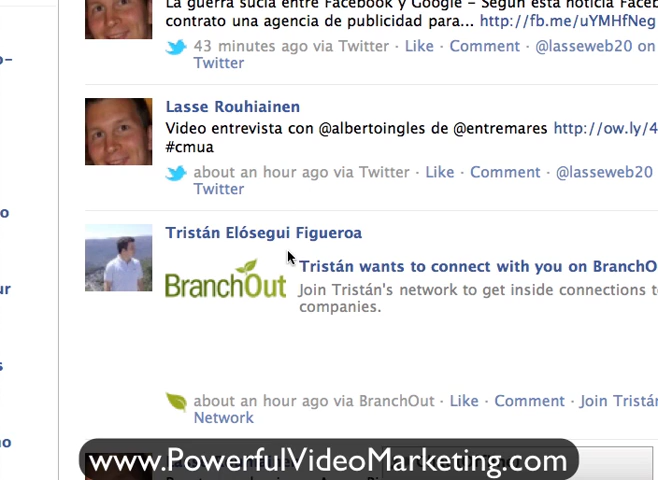 La guerra sucia entre Facebook y Google - Según esta noticia Faceb
contrato una agencia de publicidad para... http://fb.me/uYMHfNeg
43 minutes ago via Twitter · Like · Comment · @lasseweb20 on
Twitter
Lasse Rouhiainen
Video entrevista con @albertoingles de @entremares http://ow.ly/4
#cmua
about an hour ago via Twitter · Like · Comment · @lasseweb20
Twitter
Tristán Elósegui Figueroa
BranchOut
Tristán wants to connect with you on BranchO
Join Tristán's network to get inside connections t
companies.
about an hour ago via BranchOut · Like · Comment · Join Tristán
Network
www.PowerfulVideoMarketing.com